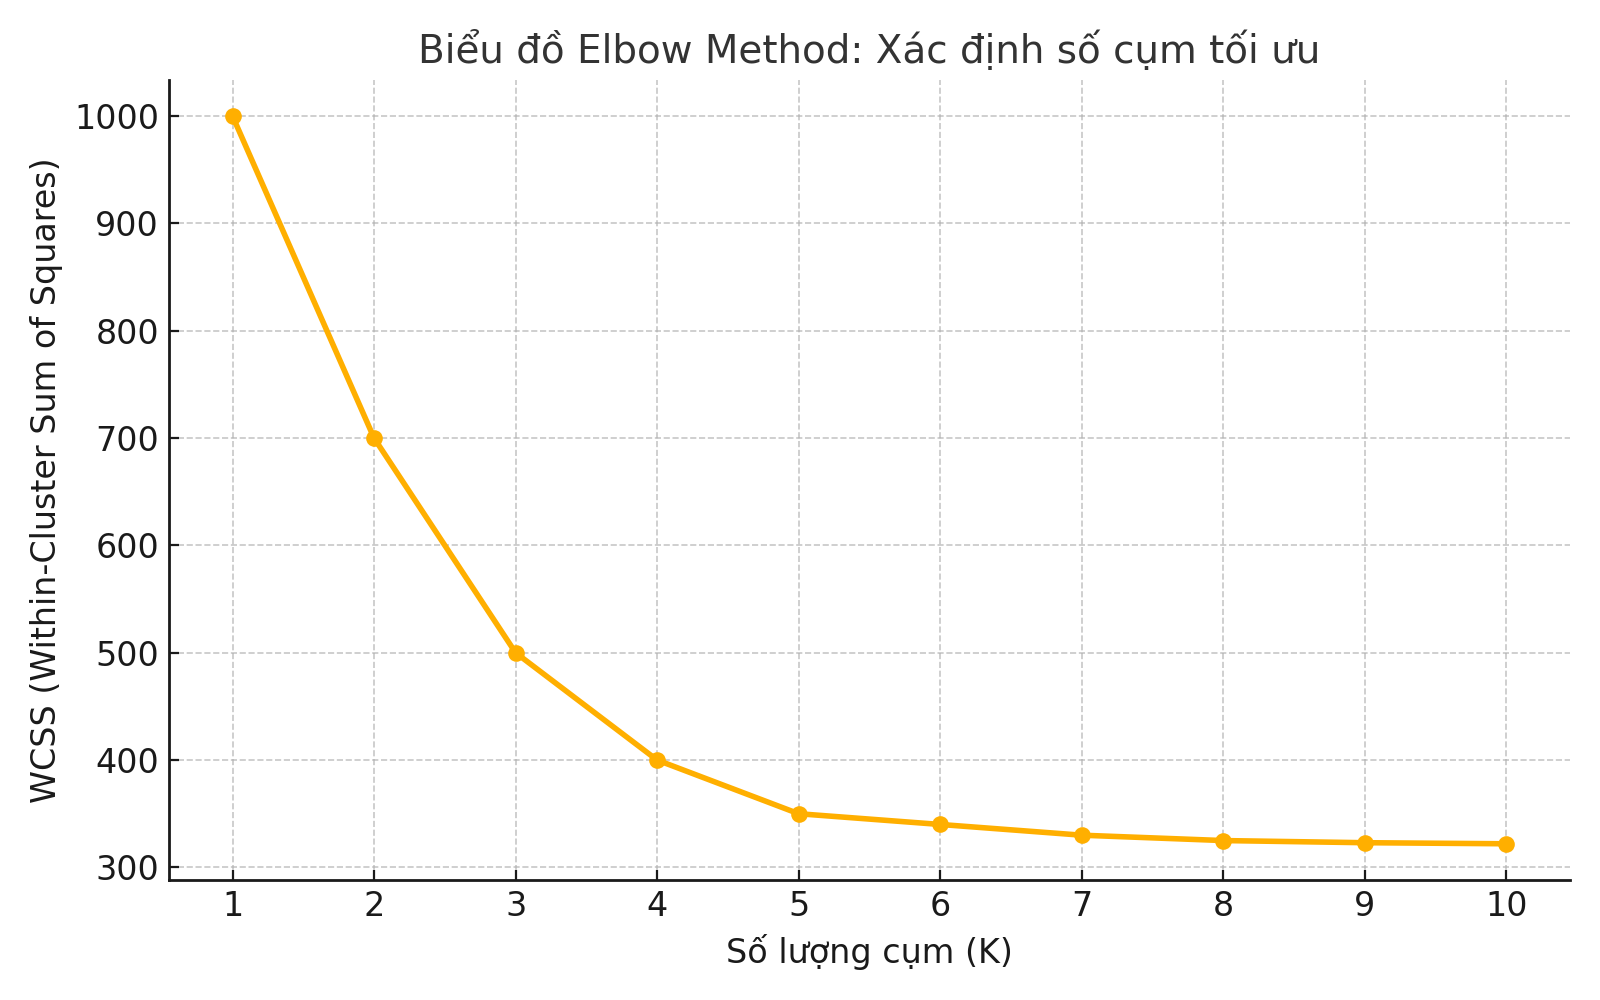 Biểu đồ Elbow Method: Xác định số cụm tối ưu
WCSS (Within-Cluster Sum of Squares)
1000
900
800
700
600
500
400
300
1 2 3 4 5 6 7 8 9 10
Số lượng cụm (K)